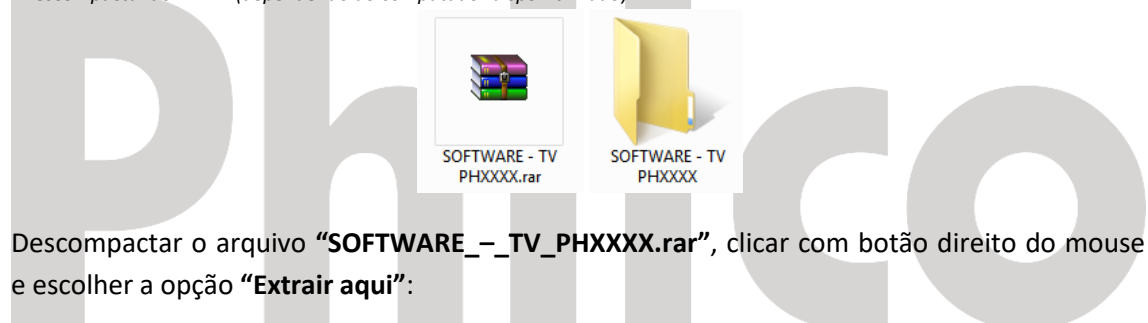 Philco
SOFTWARE - TV
PHXXXX.rar
SOFTWARE - TV
PHXXXX
Descompactar o arquivo “SOFTWARE_–_TV_PHXXXX.rar”, clicar com botão direito do mouse
e escolher a opção “Extrair aqui”: